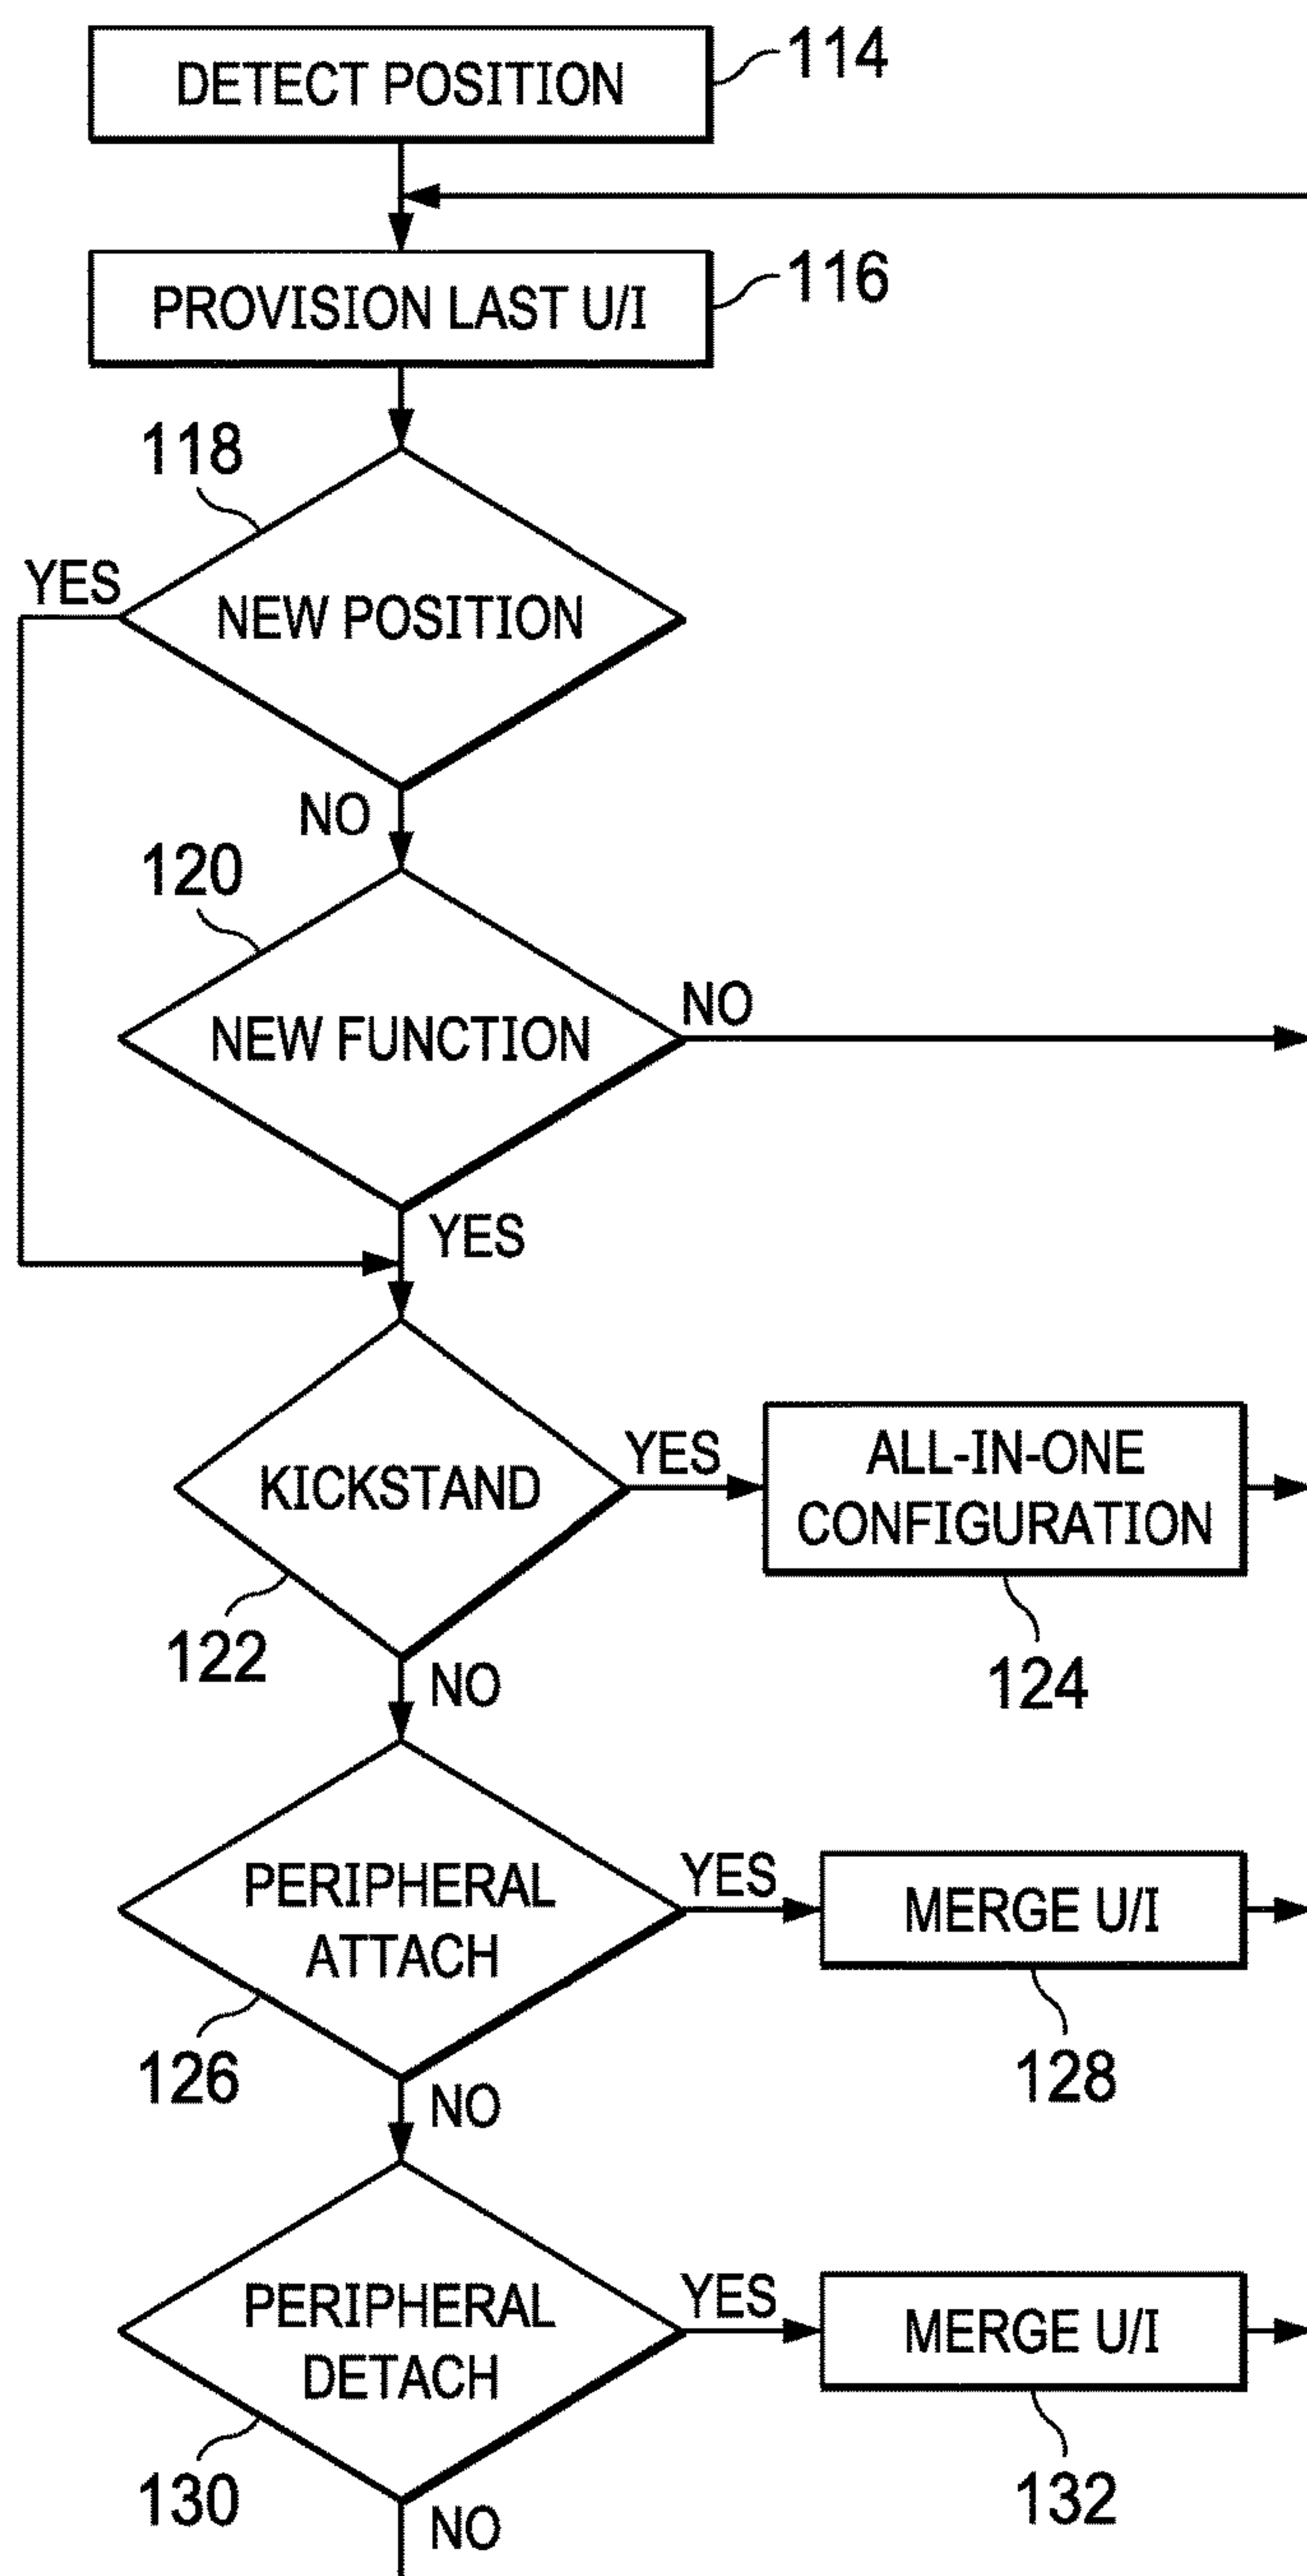 DETECT POSITION
114
PROVISION LAST U/I
116
118
YES
NEW POSITION
NO
120
NEW FUNCTION
NO
YES
KICKSTAND
YES
ALL-IN-ONE
CONFIGURATION
122
124
NO
PERIPHERAL
ATTACH
YES
MERGE U/I
126
128
NO
PERIPHERAL
DETACH
YES
MERGE U/I
130
132
NO